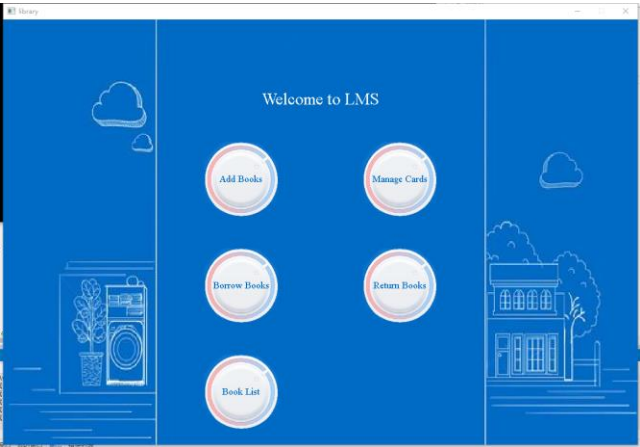 library
Welcome to LMS
Add Books
Manage Cards
Borrow Books
Return Books
Book List